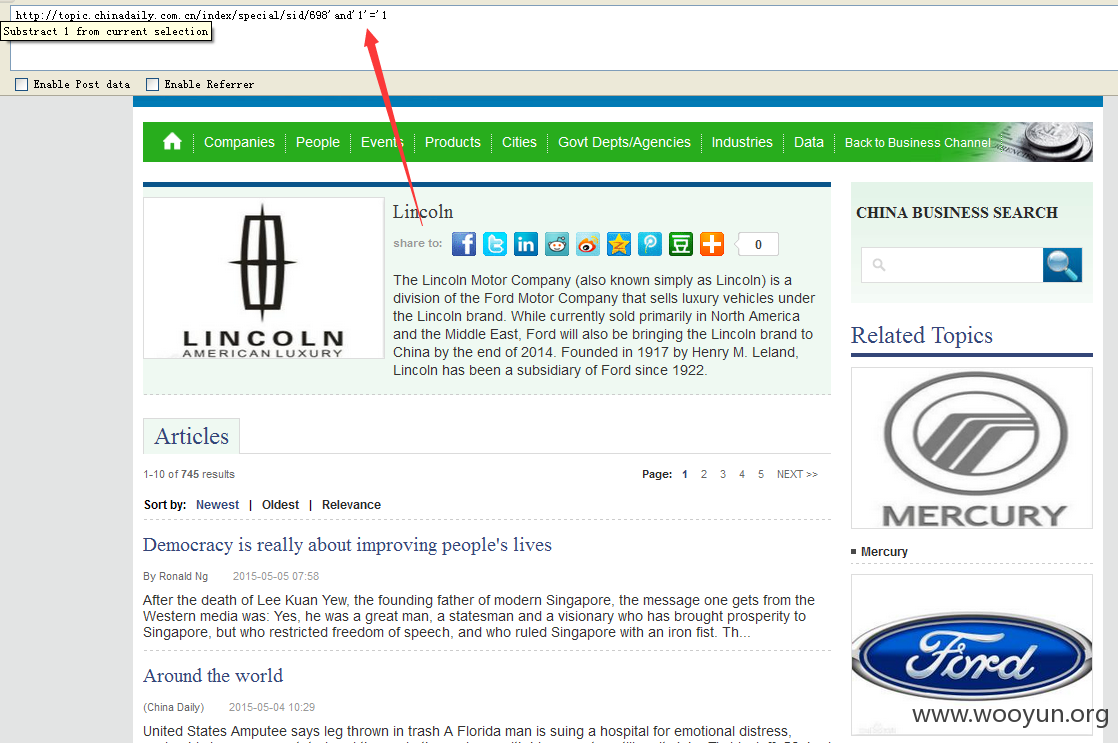 http://topic.chinadaily.com.cn/index/special/sid/698'and'1'='1
Substract 1 from current selection
Enable Post data
Enable Referrer
Companies
People
Events
Products
Cities
Govt Depts/Agencies
Industries
Data
Back to Business Channel
LINCOLN
AMERICAN LUXURY
Lincoln
share to:
0
The Lincoln Motor Company (also known simply as Lincoln) is a
division of the Ford Motor Company that sells luxury vehicles under
the Lincoln brand. While currently sold primarily in North America
and the Middle East, Ford will also be bringing the Lincoln brand to
China by the end of 2014. Founded in 1917 by Henry M. Leland,
Lincoln has been a subsidiary of Ford since 1922.
CHINA BUSINESS SEARCH
Related Topics
MERCURY
Mercury
Ford
Articles
1-10 of 745 results
Page: 1 2 3 4 5 NEXT >>
Sort by: Newest | Oldest | Relevance
Democracy is really about improving people's lives
By Ronald Ng 2015-05-05 07:58
After the death of Lee Kuan Yew, the founding father of modern Singapore, the message one gets from the
Western media was: Yes, he was a great man, a statesman and a visionary who has brought prosperity to
Singapore, but who restricted freedom of speech, and who ruled Singapore with an iron fist. Th...
Around the world
(China Daily) 2015-05-04 10:29
United States Amputee says leg thrown in trash A Florida man is suing a hospital for emotional distress,
www.wooyun.org